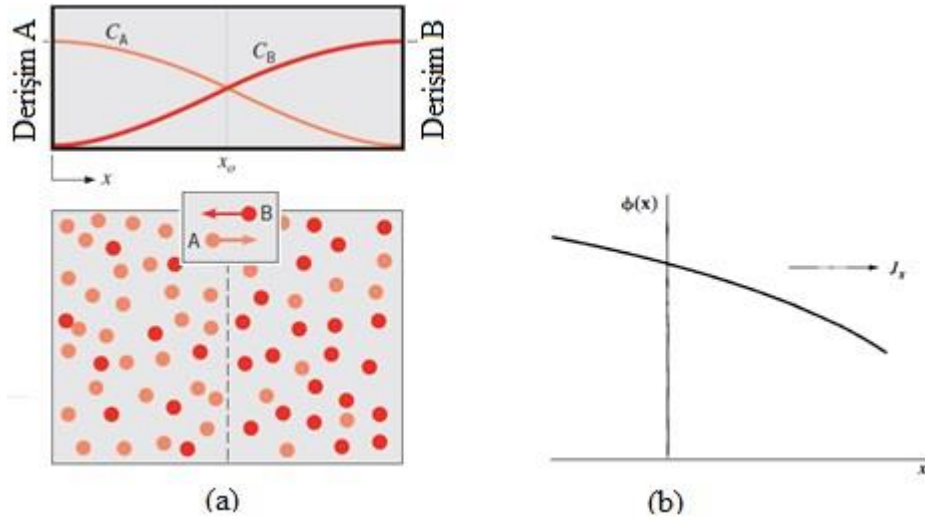 Derişim A
C_A
C_B
Derişim B
x_o
x
B
A
(a)
ϕ(x)
J_x
x
(b)